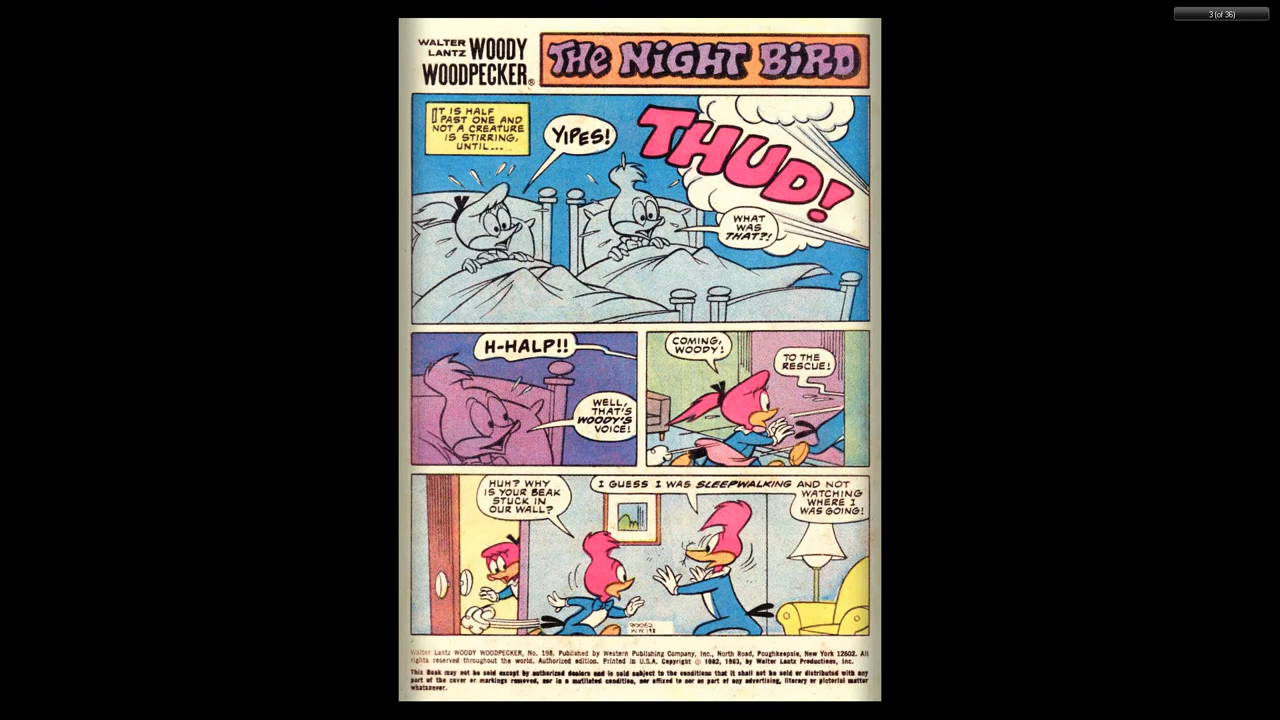 3 (of 36)
WALTER
LANTZ WOODY
WOODPECKER®
THE NIGHT BIRD
IT IS HALF
PAST ONE AND
NOT A CREATURE
IS STIRRING,
UNTIL...
YIPES!
THUD!
WHAT
WAS
THAT?!
H-HALP!!
WELL,
THAT'S
WOODY'S
VOICE!
COMING,
WOODY!
TO THE
RESCUE!
HUH? WHY
IS YOUR BEAK
STUCK IN
OUR WALL?
I GUESS I WAS SLEEPWALKING AND NOT
WATCHING
WHERE I
WAS GOING!
90052
W.W. 198
Walter Lantz WOODY WOODPECKER, No. 198. Published by Western Publishing Company, Inc., North Road, Poughkeepsie, New York 12602. All
rights reserved throughout the world. Authorized edition. Printed in U.S.A. Copyright © 1982, 1963, by Walter Lantz Productions, Inc.
This Book may not be sold except by authorized dealers and is sold subject to the conditions that it shall not be sold or distributed with any
part of the cover or markings removed, nor in a mutilated condition, nor affixed to nor as part of any advertising, literary or pictorial matter
whatsoever.